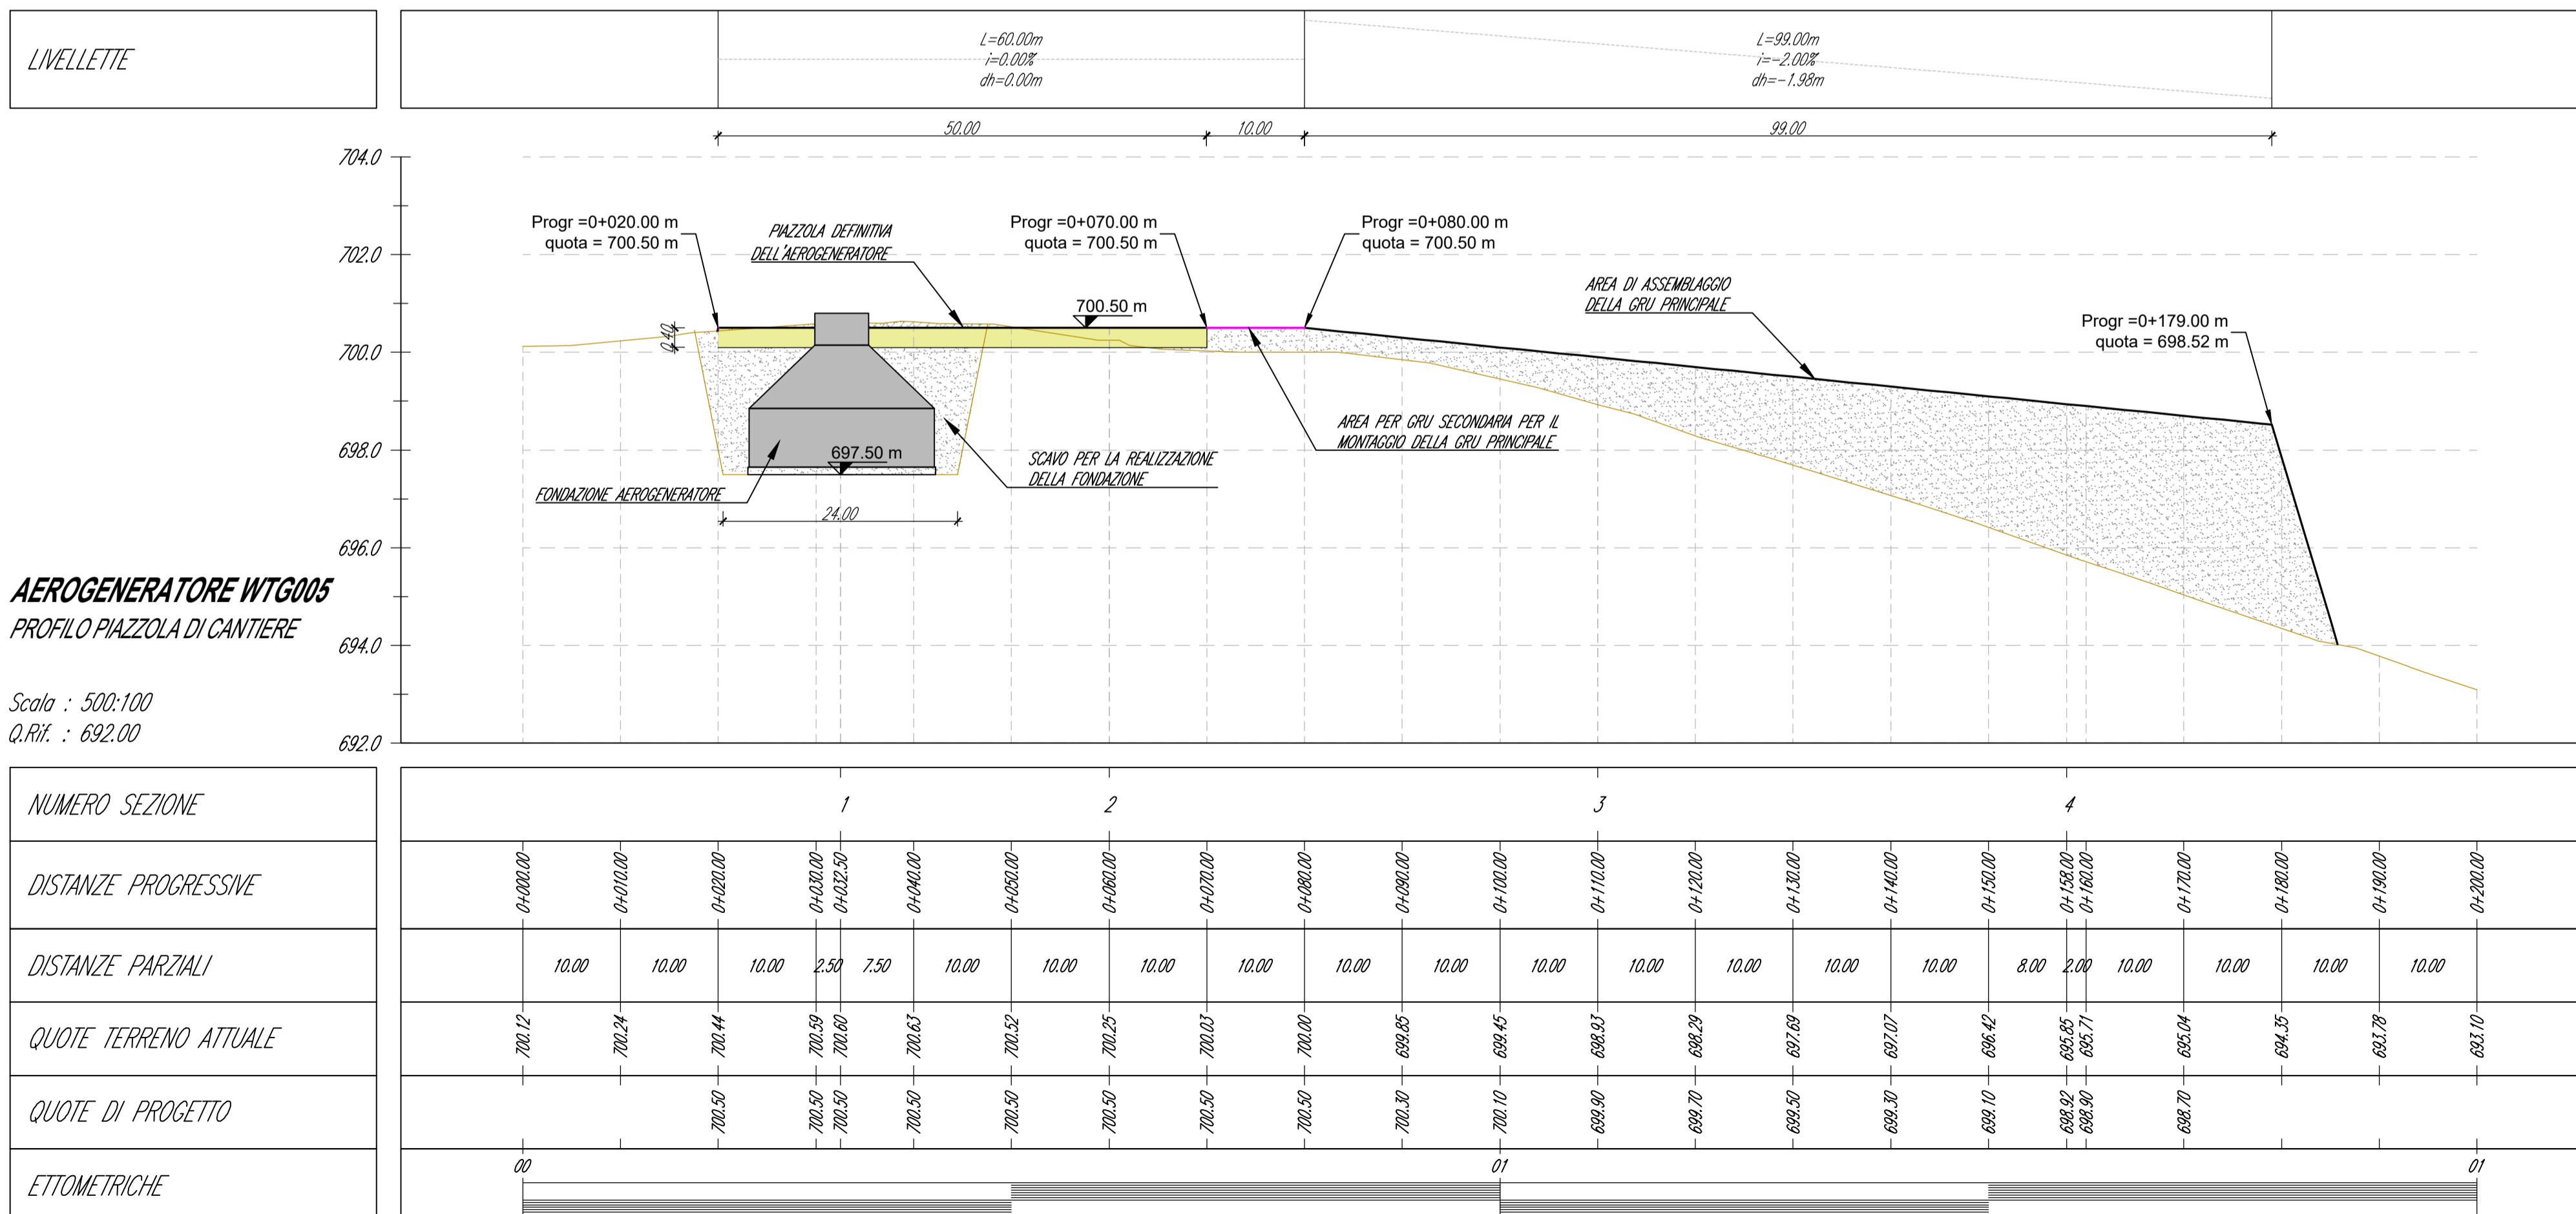 LIVELLETTE
L=60.00m
i=0.00%
dh=0.00m
L=99.00m
i=-2.00%
dh=-1.98m
50.00
10.00
99.00
704.0
702.0
700.0
698.0
696.0
694.0
692.0
Progr =0+020.00 m
quota = 700.50 m
PIAZZOLA DEFINITIVA
DELL'AEROGENERATORE
Progr =0+070.00 m
quota = 700.50 m
Progr =0+080.00 m
quota = 700.50 m
700.50 m
AREA DI ASSEMBLAGGIO
DELLA GRU PRINCIPALE
Progr =0+179.00 m
quota = 698.52 m
0.40
AREA PER GRU SECONDARIA PER IL
MONTAGGIO DELLA GRU PRINCIPALE
697.50 m
SCAVO PER LA REALIZZAZIONE
DELLA FONDAZIONE
FONDAZIONE AEROGENERATORE
24.00
AEROGENERATORE WTG005
PROFILO PIAZZOLA DI CANTIERE
Scala : 500:100
Q.Rif. : 692.00
NUMERO SEZIONE
1 2 3 4
DISTANZE PROGRESSIVE
0+000.00 0+010.00 0+020.00 0+030.00 0+032.50 0+040.00 0+050.00 0+060.00 0+070.00 0+080.00 0+090.00 0+100.00 0+110.00 0+120.00 0+130.00 0+140.00 0+150.00 0+158.00 0+160.00 0+170.00 0+180.00 0+190.00 0+200.00
DISTANZE PARZIALI
10.00 10.00 10.00 2.50 7.50 10.00 10.00 10.00 10.00 10.00 10.00 10.00 10.00 10.00 10.00 10.00 8.00 2.00 10.00 10.00 10.00 10.00
QUOTE TERRENO ATTUALE
700.12 700.24 700.44 700.59 700.60 700.63 700.52 700.25 700.03 700.00 699.85 699.45 698.93 698.29 697.69 697.07 696.42 695.85 695.71 695.04 694.35 693.78 693.10
QUOTE DI PROGETTO
700.50 700.50 700.50 700.50 700.50 700.50 700.50 700.50 700.30 700.10 699.90 699.70 699.50 699.30 699.10 698.92 698.90 698.70
ETTOMETRICHE
00 01 01